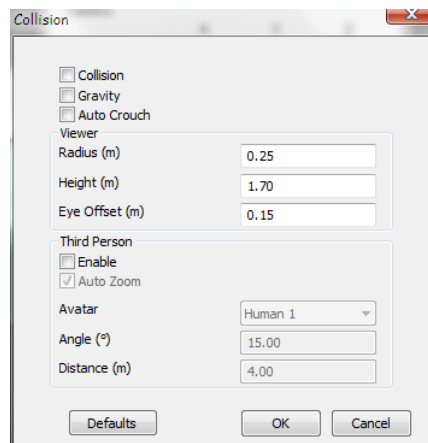 Collision
Collision
Gravity
Auto Crouch
Viewer
Radius (m) 0.25
Height (m) 1.70
Eye Offset (m) 0.15
Third Person
Enable
Auto Zoom
Avatar Human 1
Angle (°) 15.00
Distance (m) 4.00
Defaults OK Cancel